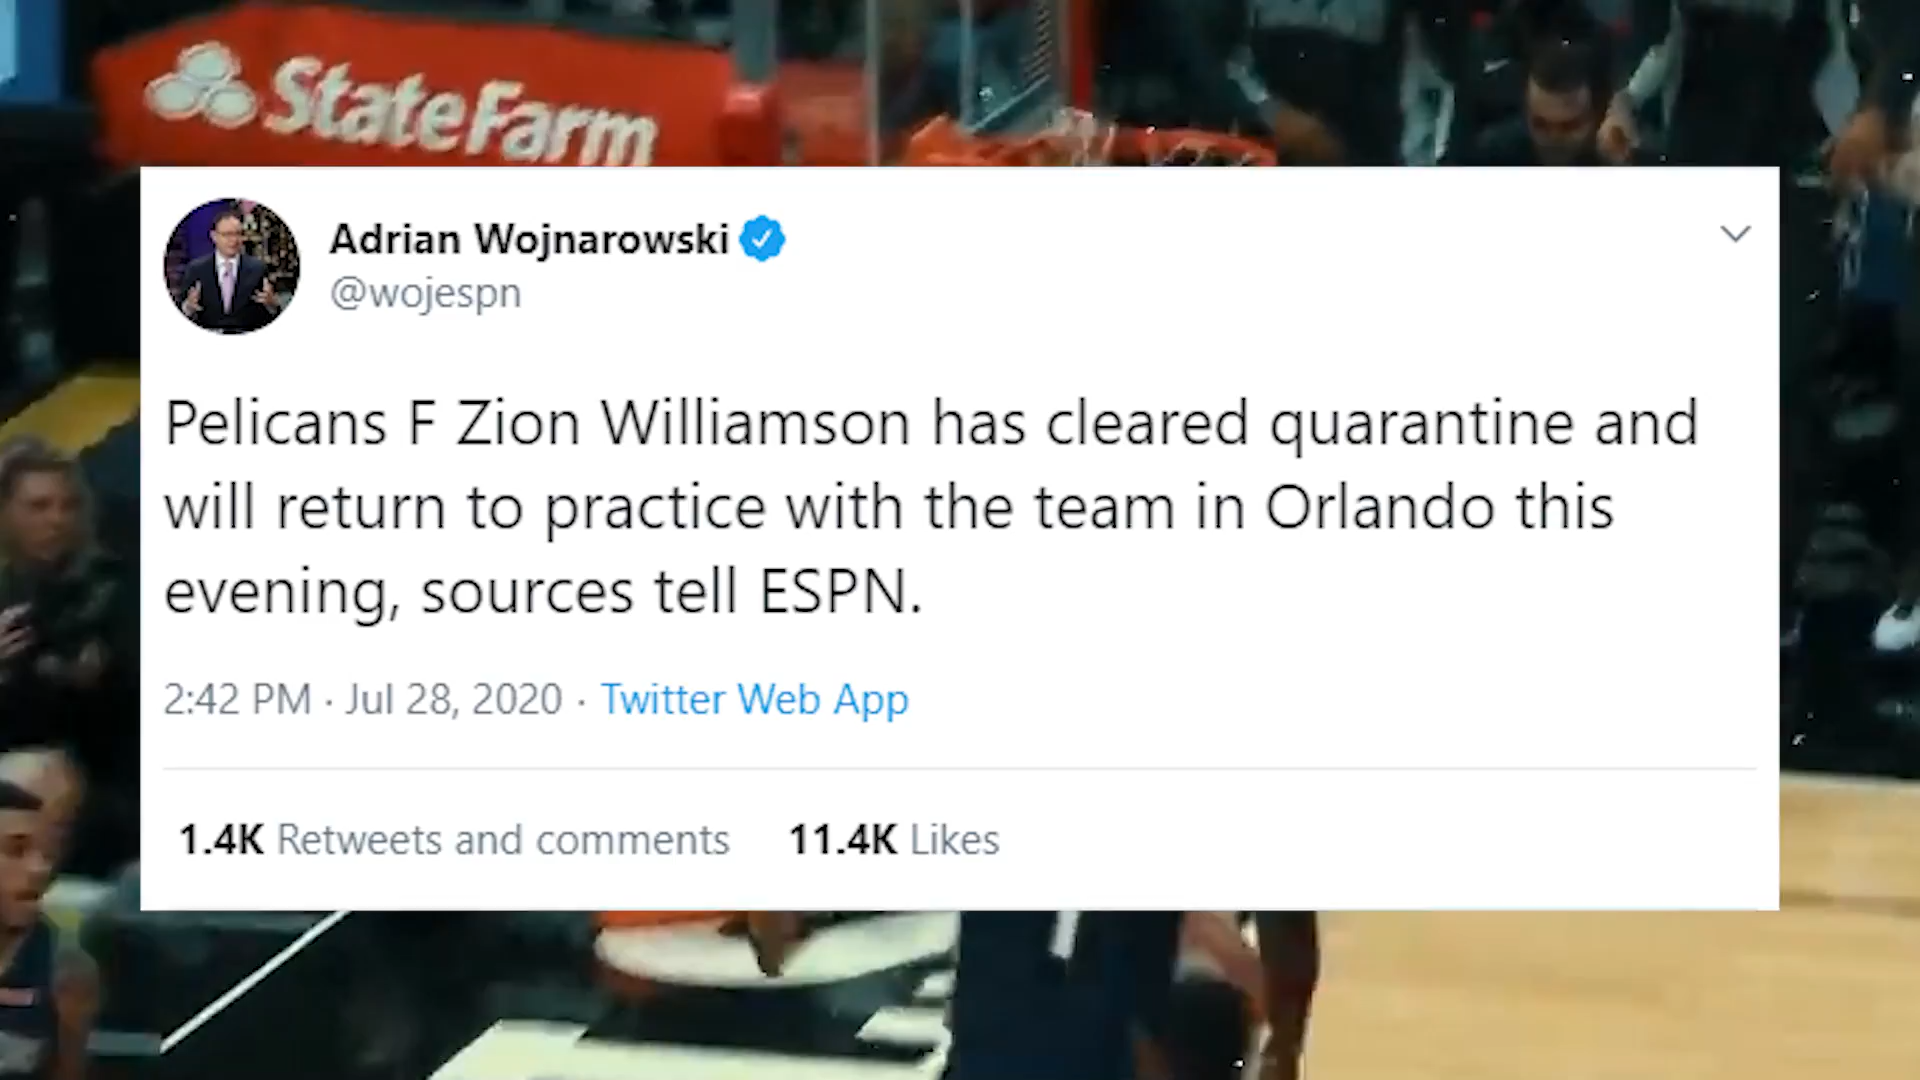 StateFarm
Adrian Wojnarowski
@wojespn
Pelicans F Zion Williamson has cleared quarantine and
will return to practice with the team in Orlando this
evening, sources tell ESPN.
2:42 PM · Jul 28, 2020 · Twitter Web App
1.4K Retweets and comments 11.4K Likes